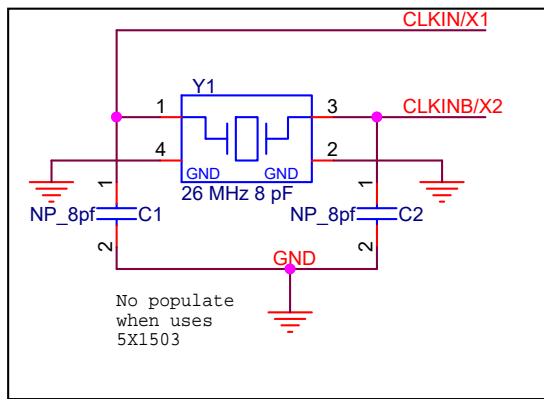 CLKIN/X1
Y1
1
3
CLKINB/X2
4
GND
GND
2
26 MHz 8 pF
1
1
NP_8pf
C1
NP_8pf
C2
2
2
GND
No populate
when uses
5X1503